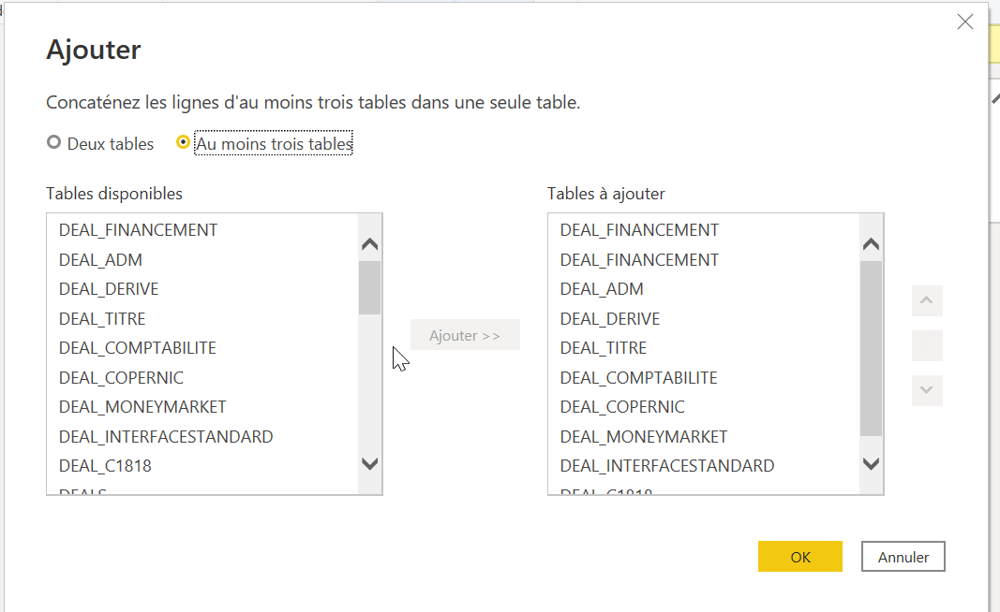 Ajouter
Concaténez les lignes d'au moins trois tables dans une seule table.
Deux tables
Au moins trois tables
Tables disponibles
DEAL_FINANCEMENT
DEAL_ADM
DEAL_DERIVE
DEAL_TITRE
DEAL_COMPTABILITE
DEAL_COPERNIC
DEAL_MONEYMARKET
DEAL_INTERFACESTANDARD
DEAL_C1818
DEALS
Ajouter >>
Tables à ajouter
DEAL_FINANCEMENT
DEAL_FINANCEMENT
DEAL_ADM
DEAL_DERIVE
DEAL_TITRE
DEAL_COMPTABILITE
DEAL_COPERNIC
DEAL_MONEYMARKET
DEAL_INTERFACESTANDARD
DEAL_C1818
OK
Annuler